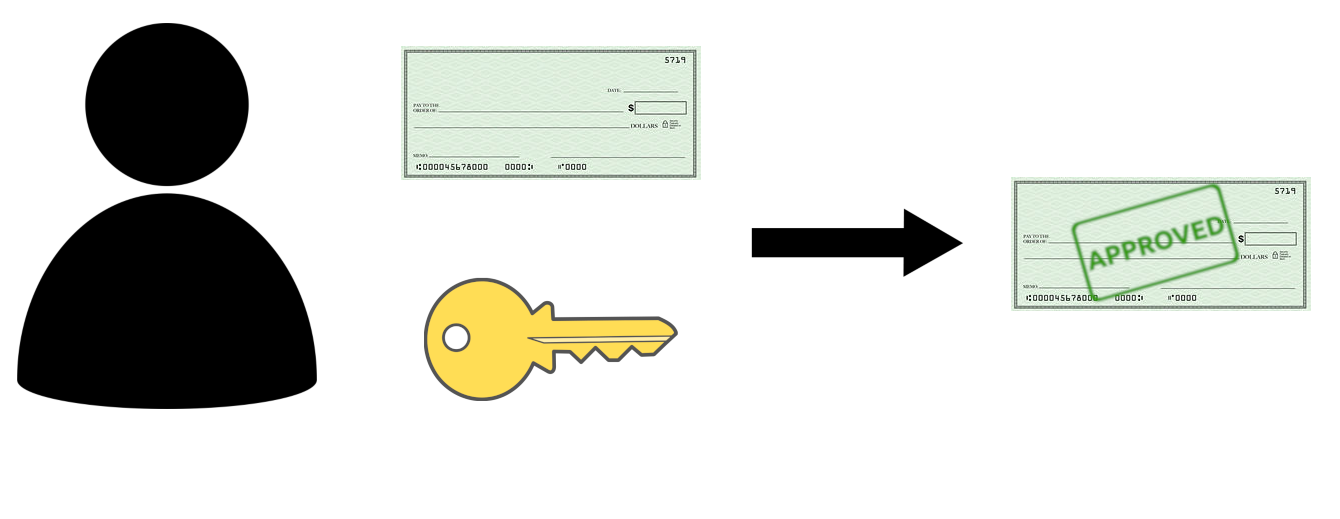 5719
DATE
PAY TO THE
ORDER OF
$
DOLLARS
MEMO
⑆000045678000 0000⑆ ⑈0000
5719
APPROVED
PAY TO THE
ORDER OF
$
DOLLARS
MEMO
⑆000045678000 0000⑆ ⑈0000